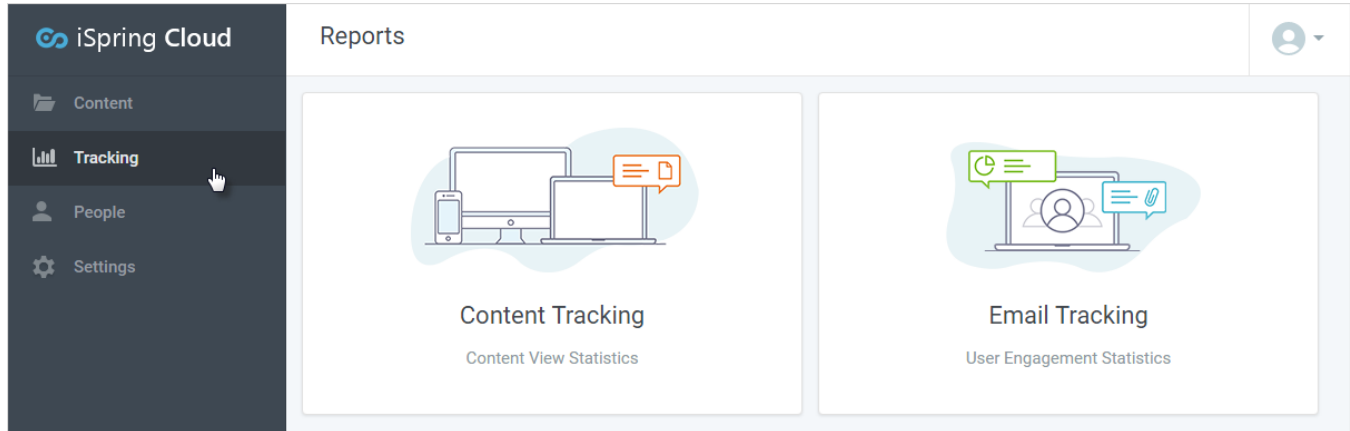 iSpring Cloud
Reports
Content
Tracking
People
Settings
Content Tracking
Content View Statistics
Email Tracking
User Engagement Statistics